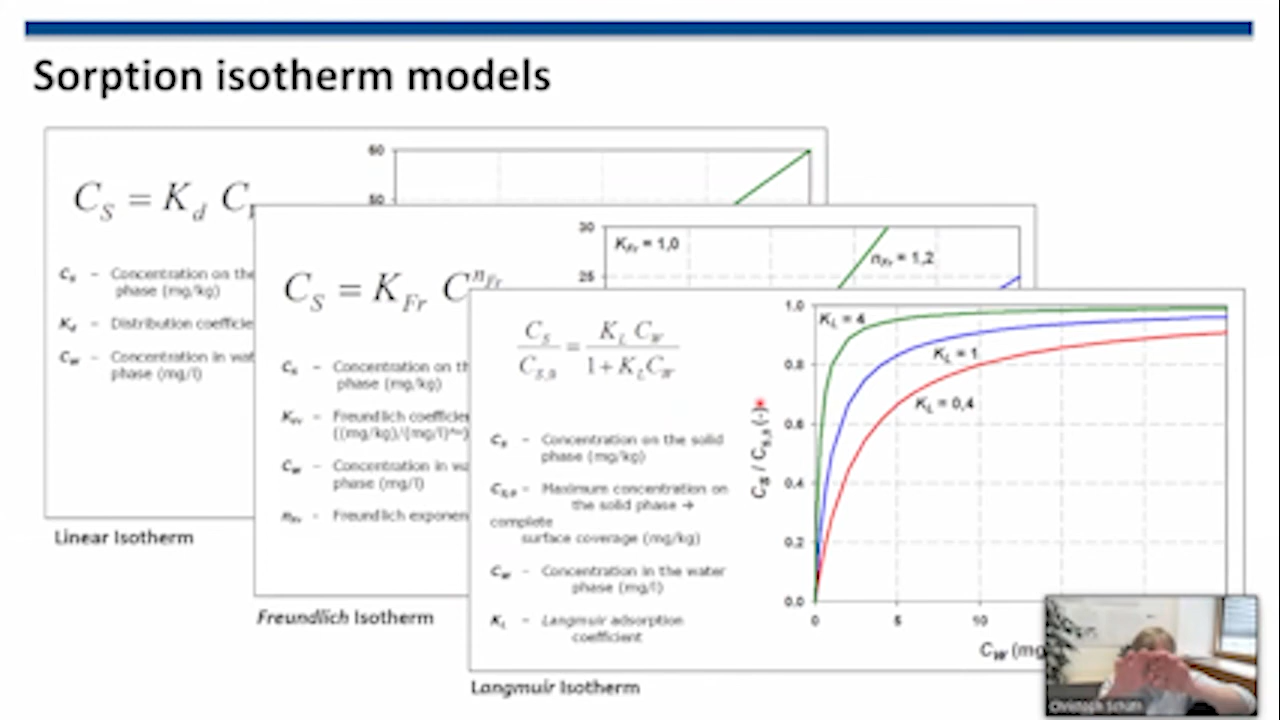 Sorption isotherm models
C_S = K_d C
C_s – Concentration on the
phase (mg/kg)
K_d – Distribution coefficie
C_w – Concentration in wat
phase (mg/l)
60
50
Linear Isotherm
C_S = K_Fr C^n_Fr
C_s – Concentration on th
phase (mg/kg)
K_Fr – Freundlich coefficie
C_w – Concentration in wa
phase (mg/l)
n_Fr – Freundlich exponen
30
25
K_Fr = 1,0
n_Fr = 1,2
Freundlich Isotherm
C_S / C_S,0 = K_L C_W / 1 + K_L C_W
C_s – Concentration on the solid
phase (mg/kg)
C_S,0 – Maximum concentration on
the solid phase →
complete
surface coverage (mg/kg)
C_w – Concentration in the water
phase (mg/l)
K_L – Langmuir adsorption
coefficient
C_S / C_S,0 (-)
1.0
0.8
0.6
0.4
0.2
0.0
K_L = 4
K_L = 1
K_L = 0,4
0 5 10
C_W (mg
Langmuir Isotherm
Christoph